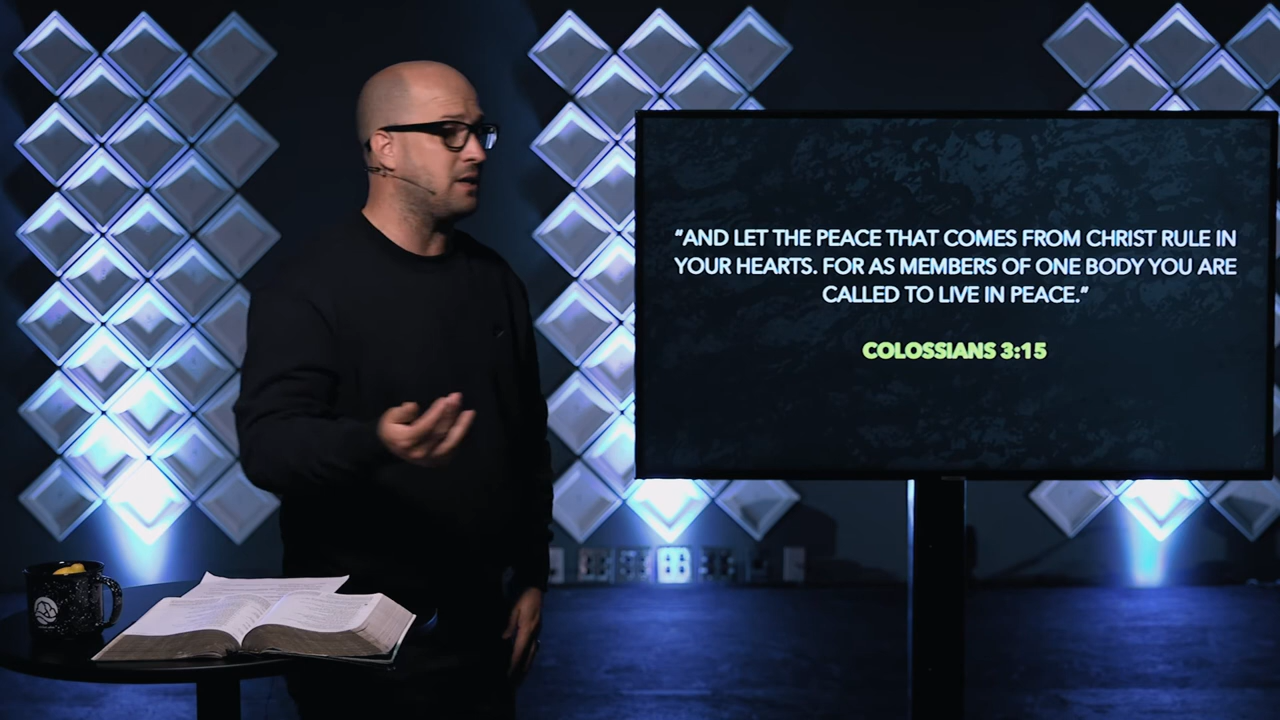 “AND LET THE PEACE THAT COMES FROM CHRIST RULE IN
YOUR HEARTS. FOR AS MEMBERS OF ONE BODY YOU ARE
CALLED TO LIVE IN PEACE.”
COLOSSIANS 3:15